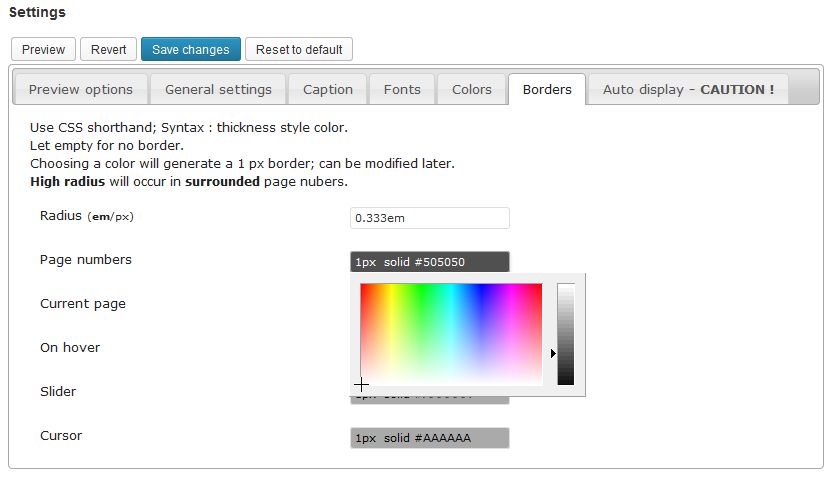 Settings
Preview Revert Save changes Reset to default
Preview options General settings Caption Fonts Colors Borders Auto display - CAUTION !
Use CSS shorthand; Syntax : thickness style color.
Let empty for no border.
Choosing a color will generate a 1 px border; can be modified later.
High radius will occur in surrounded page nubers.
Radius (em/px) 0.333em
Page numbers 1px solid #505050
Current page
On hover
Slider
Cursor 1px solid #AAAAAA